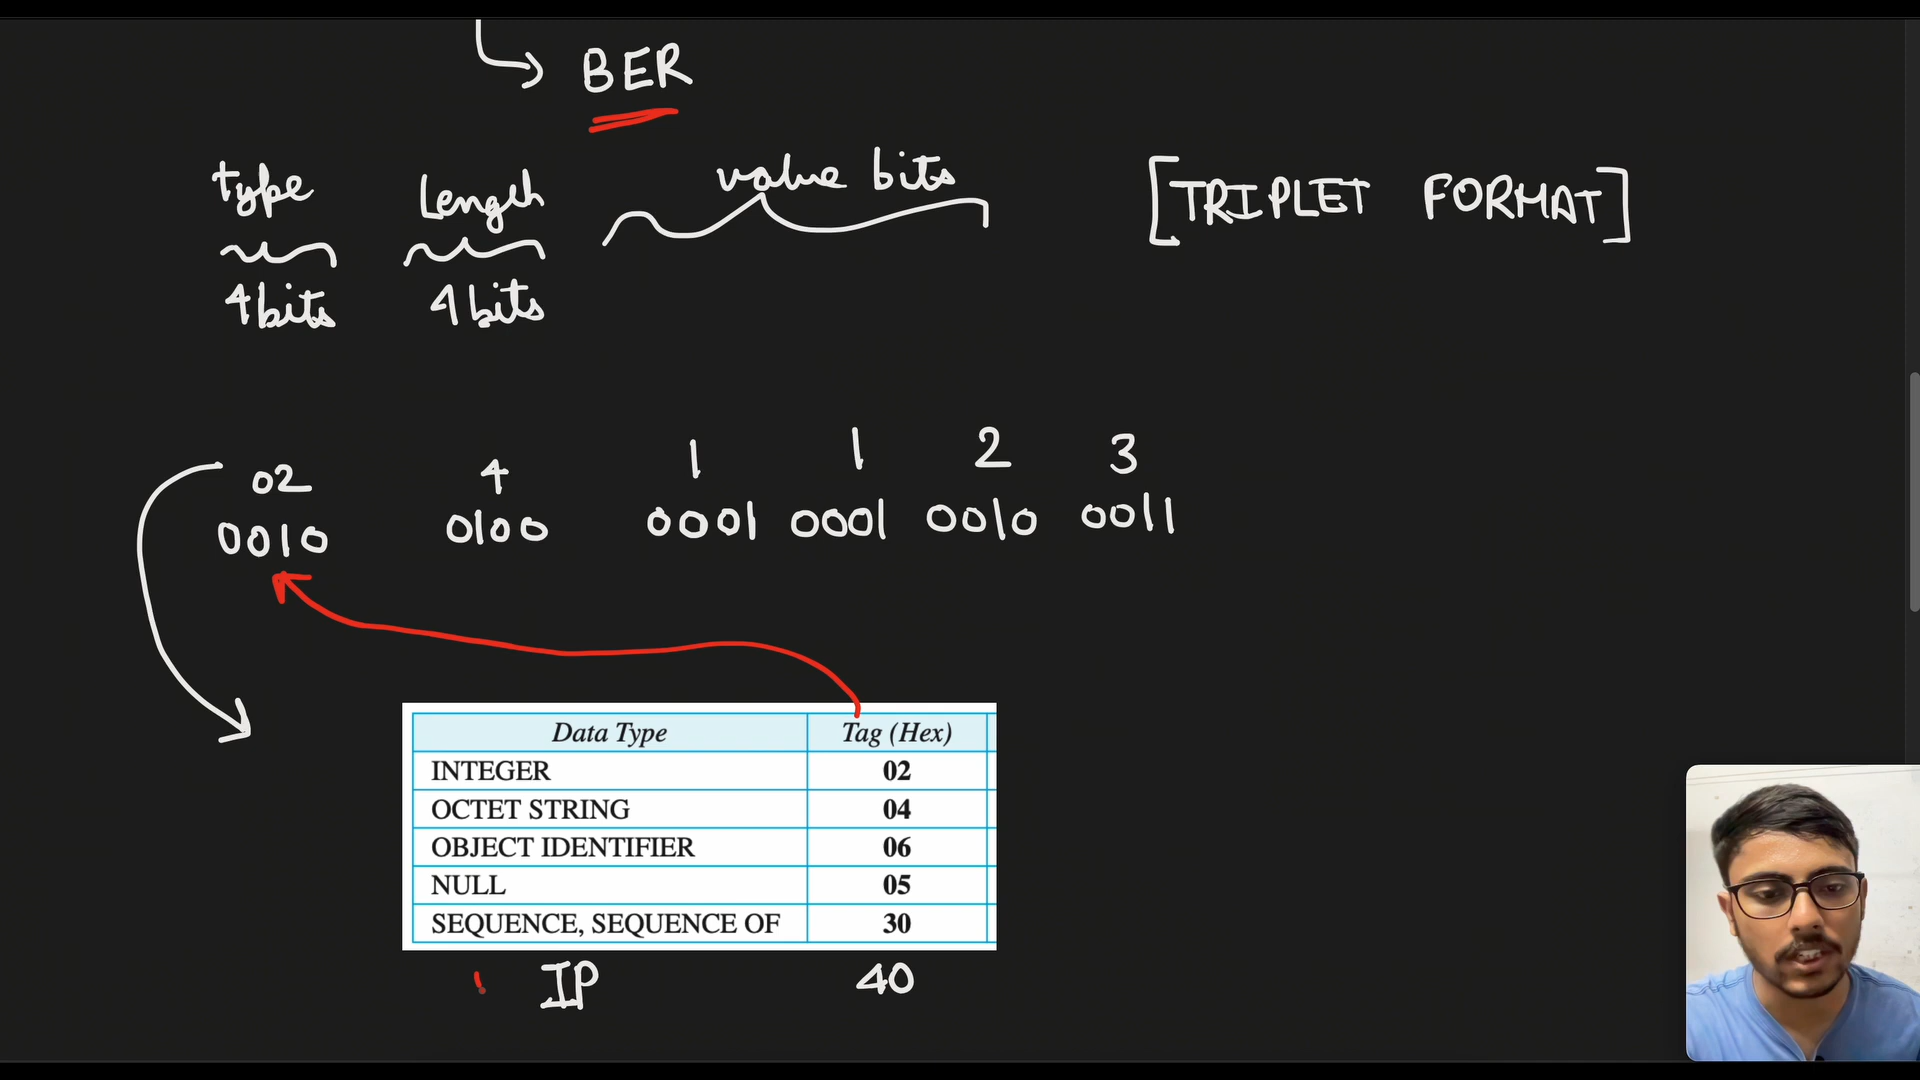 BER
type length value bits [TRIPLET FORMAT]
4bits 4bits
02 4 1 1 2 3
0010 0100 0001 0001 0010 0011
Data Type Tag (Hex)
INTEGER 02
OCTET STRING 04
OBJECT IDENTIFIER 06
NULL 05
SEQUENCE, SEQUENCE OF 30
IP 40